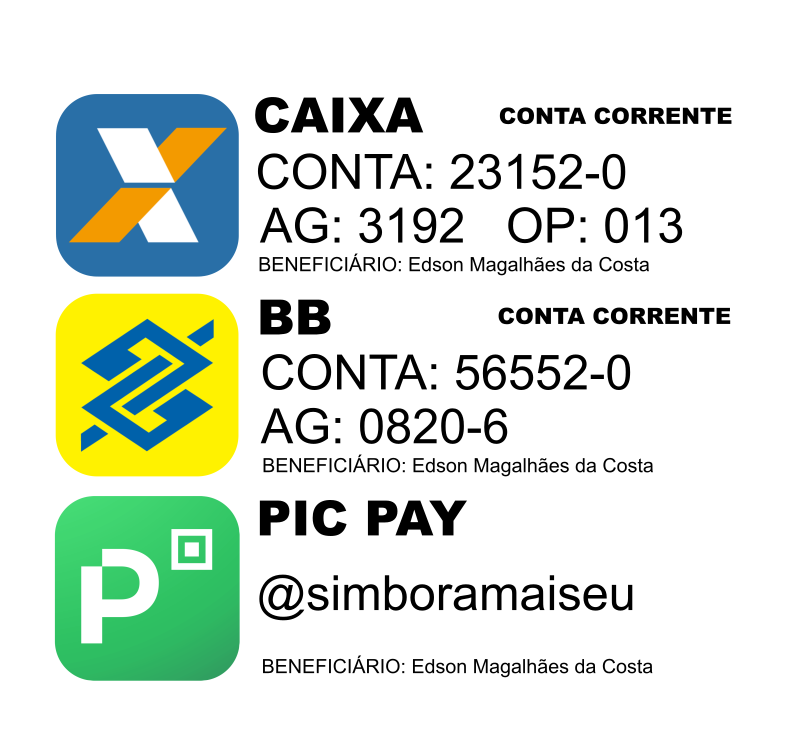 CAIXA CONTA CORRENTE
CONTA: 23152-0
AG: 3192 OP: 013
BENEFICIÁRIO: Edson Magalhães da Costa
BB CONTA CORRENTE
CONTA: 56552-0
AG: 0820-6
BENEFICIÁRIO: Edson Magalhães da Costa
PIC PAY
@simboramaiseu
BENEFICIÁRIO: Edson Magalhães da Costa